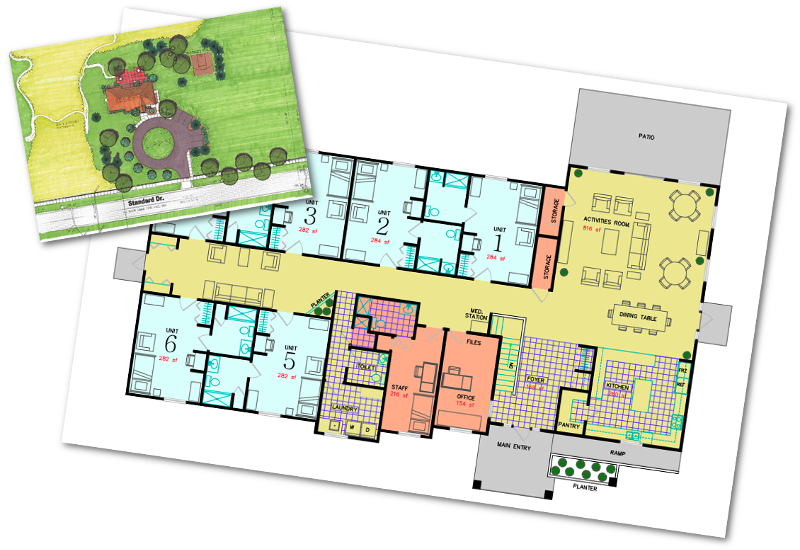 Standard Dr.
PATIO
ACTIVITIES ROOM
816 sf
STORAGE
STORAGE
UNIT
3
282 sf
UNIT
2
284 sf
UNIT
1
284 sf
DINING TABLE
PLANTER
MED.
STATION
UNIT
6
282 sf
UNIT
5
282 sf
FILES
TOILET
STAFF
216 sf
OFFICE
154 sf
FOYER
KITCHEN
PANTRY
LAUNDRY
W D
MAIN ENTRY
RAMP
PLANTER